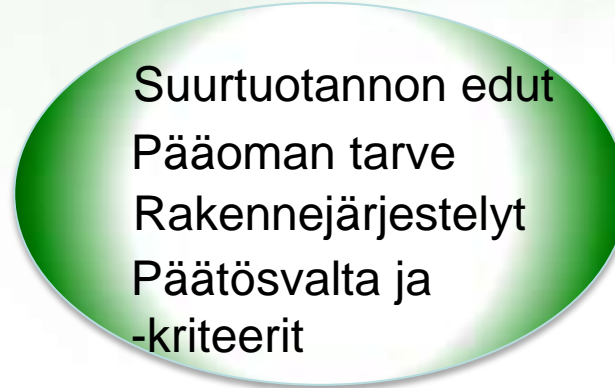 Suurtuotannon edut
Pääoman tarve
Rakennejärjestelyt
Päätösvalta ja
-kriteerit